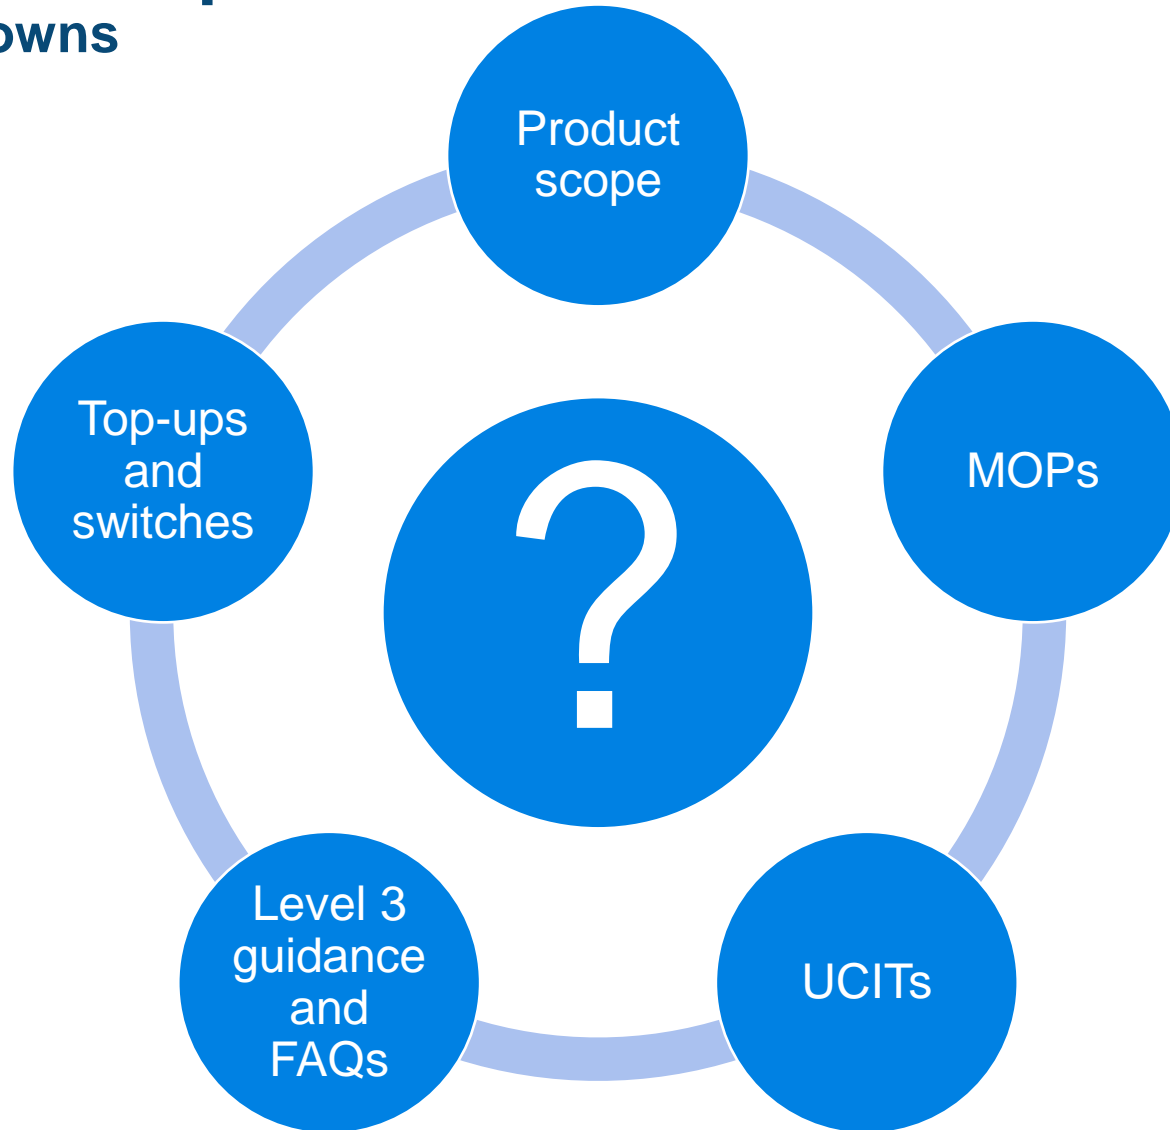 owns
Product
scope
Top-ups
and
switches
MOPs
?
Level 3
guidance
and
FAQs
UCITs